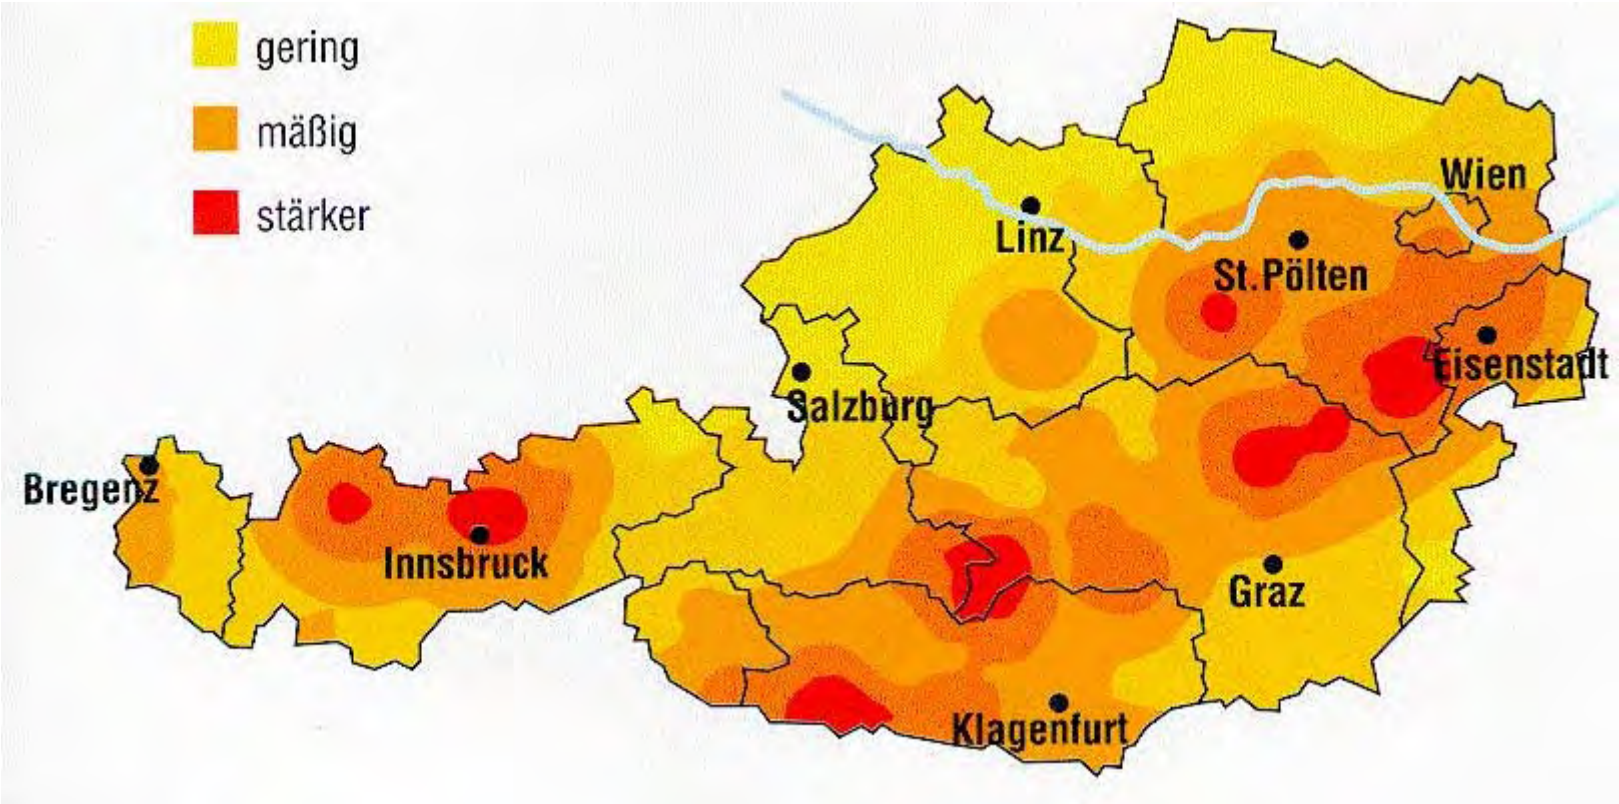 gering
mäßig
stärker
Wien
Linz
St.Pölten
Eisenstadt
Salzburg
Bregenz
Innsbruck
Graz
Klagenfurt